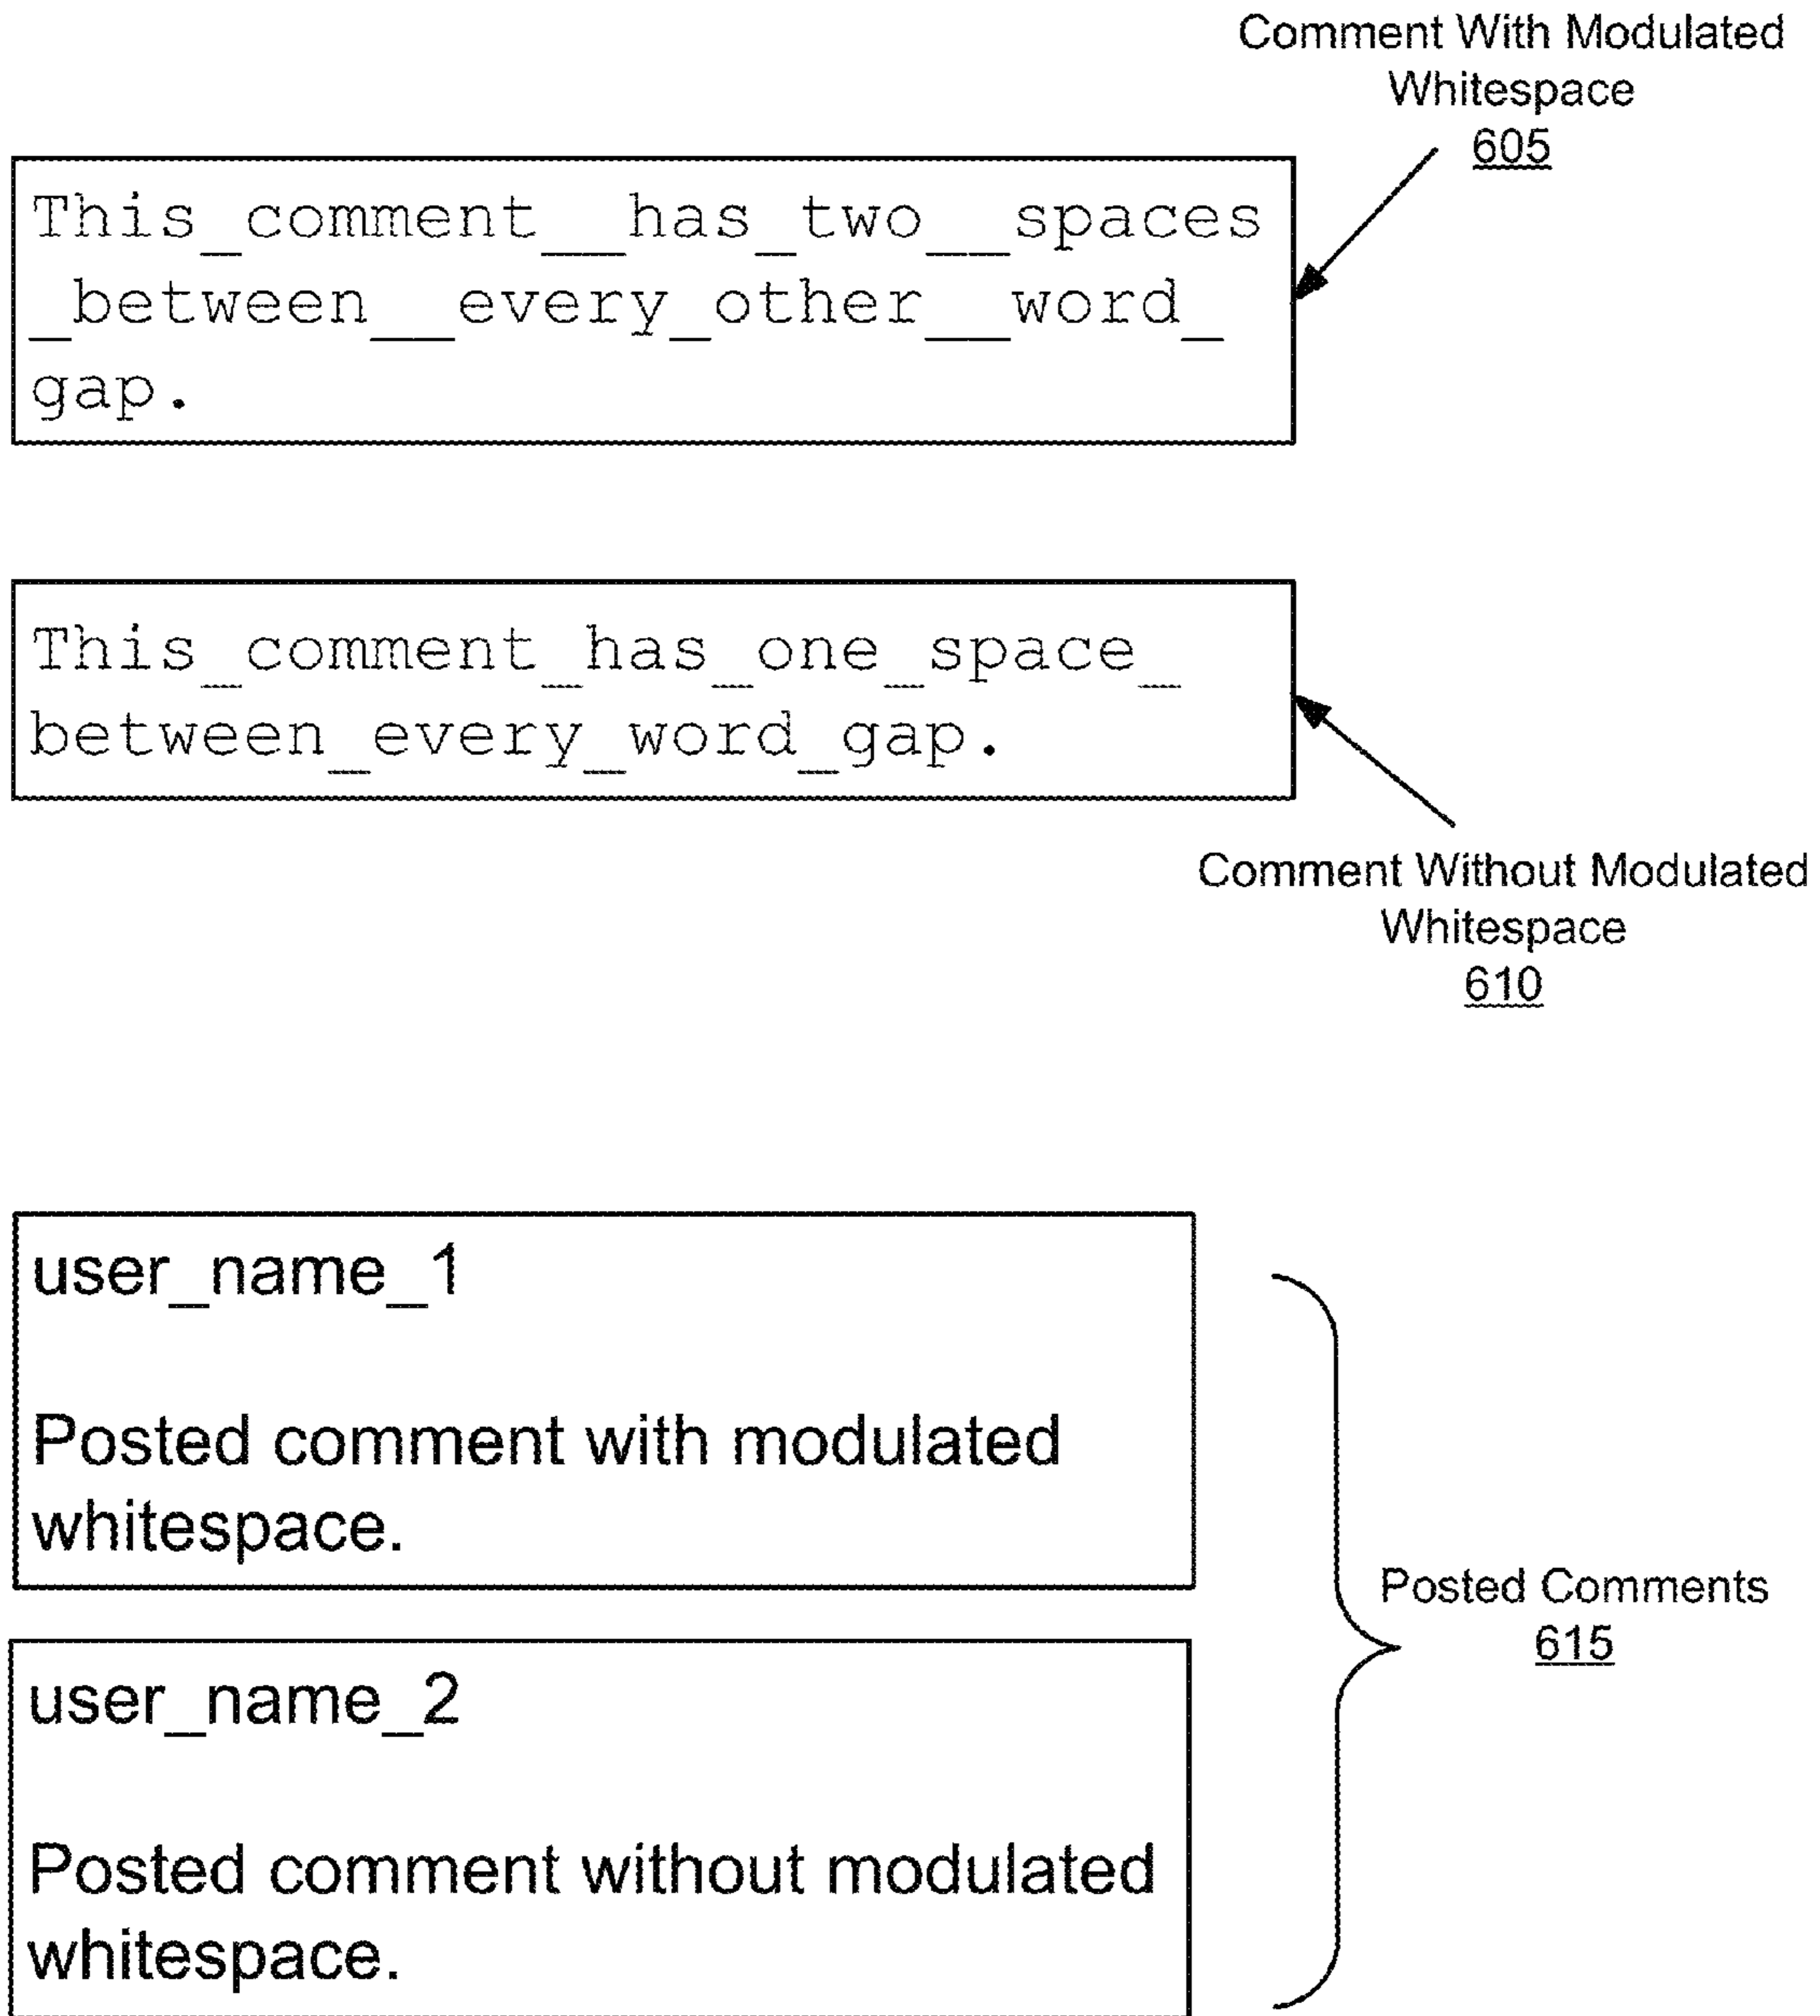 Comment With Modulated
Whitespace
605
This_comment__has_two__spaces
_between__every_other__word_
gap.
This_comment_has_one_space_
between_every_word_gap.
Comment Without Modulated
Whitespace
610
user_name_1
Posted comment with modulated
whitespace.
Posted Comments
615
user_name_2
Posted comment without modulated
whitespace.